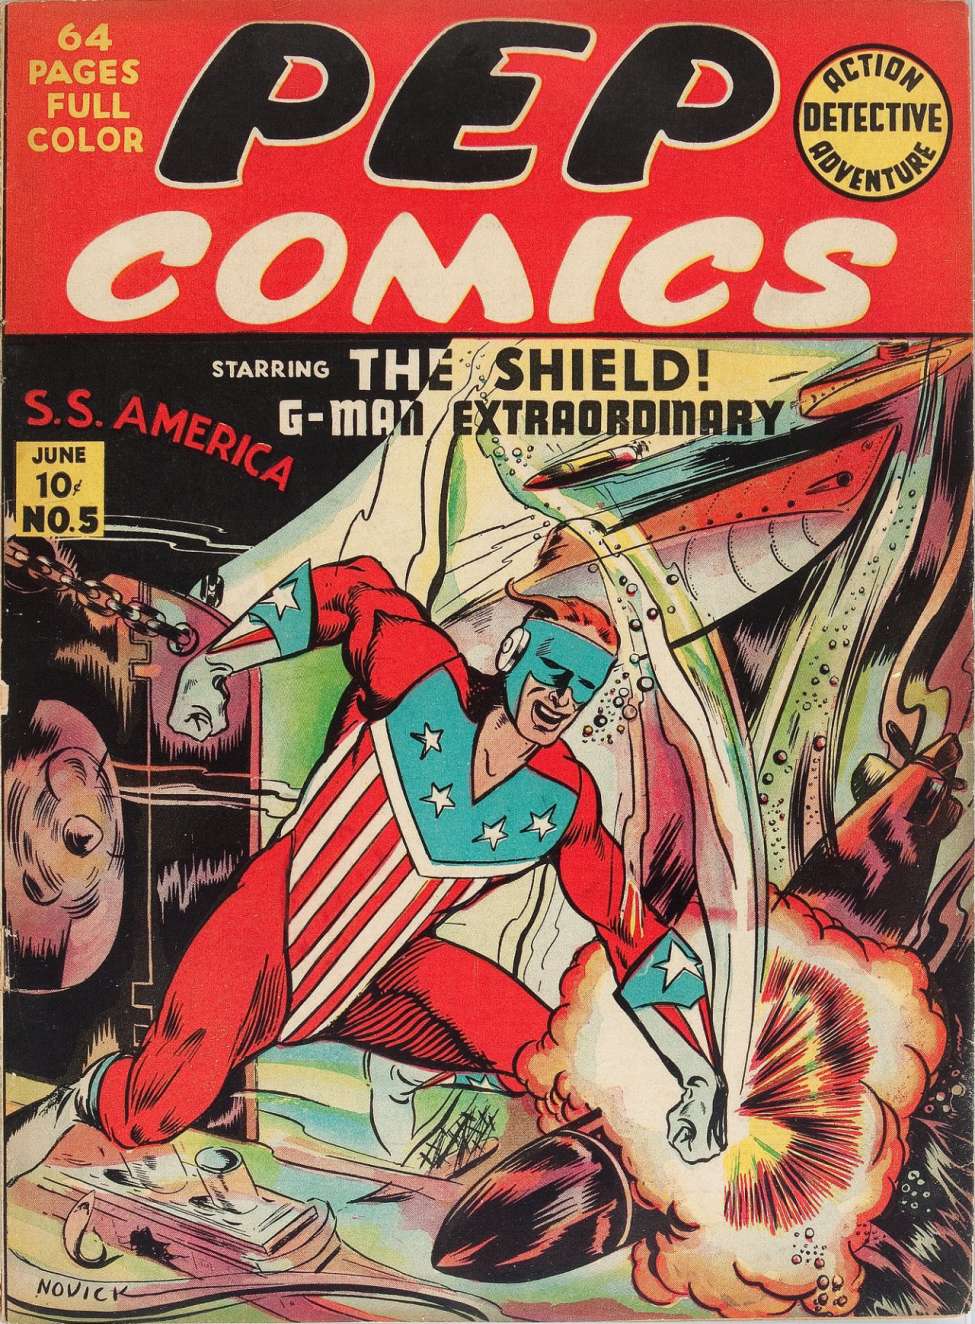 64
PAGES
FULL
COLOR
PEP
COMICS
ACTION
DETECTIVE
ADVENTURE
STARRING THE SHIELD!
G-MAN EXTRAORDINARY
S.S. AMERICA
JUNE
10¢
NO.5
NOVICK